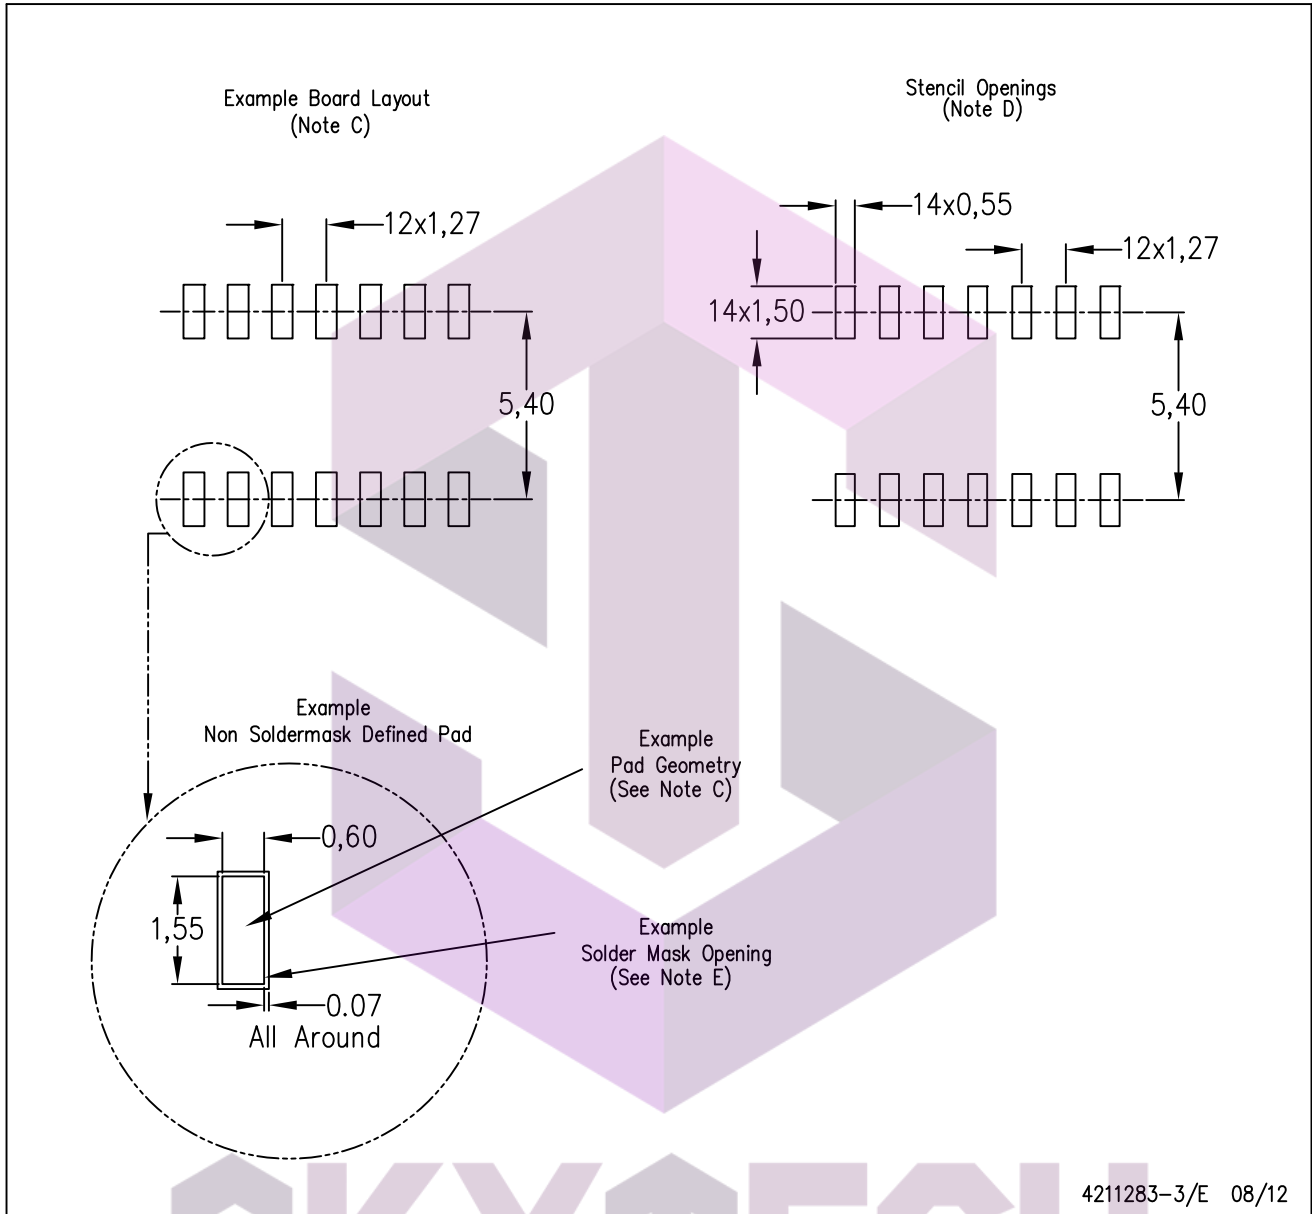 Example Board Layout
(Note C)
Stencil Openings
(Note D)
12x1,27
14x0,55
12x1,27
14x1,50
5,40
5,40
Example
Non Soldermask Defined Pad
Example
Pad Geometry
(See Note C)
0,60
1,55
Example
Solder Mask Opening
(See Note E)
0.07
All Around
4211283-3/E 08/12